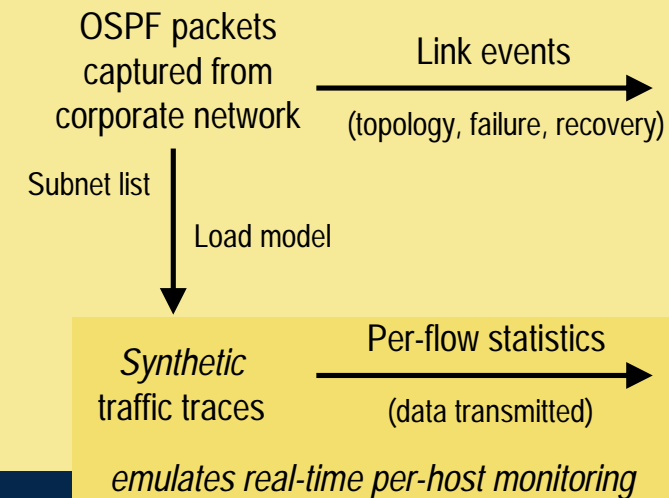 OSPF packets
captured from
corporate network
Link events
(topology, failure, recovery)
Subnet list
Load model
Synthetic
traffic traces
Per-flow statistics
(data transmitted)
emulates real-time per-host monitoring